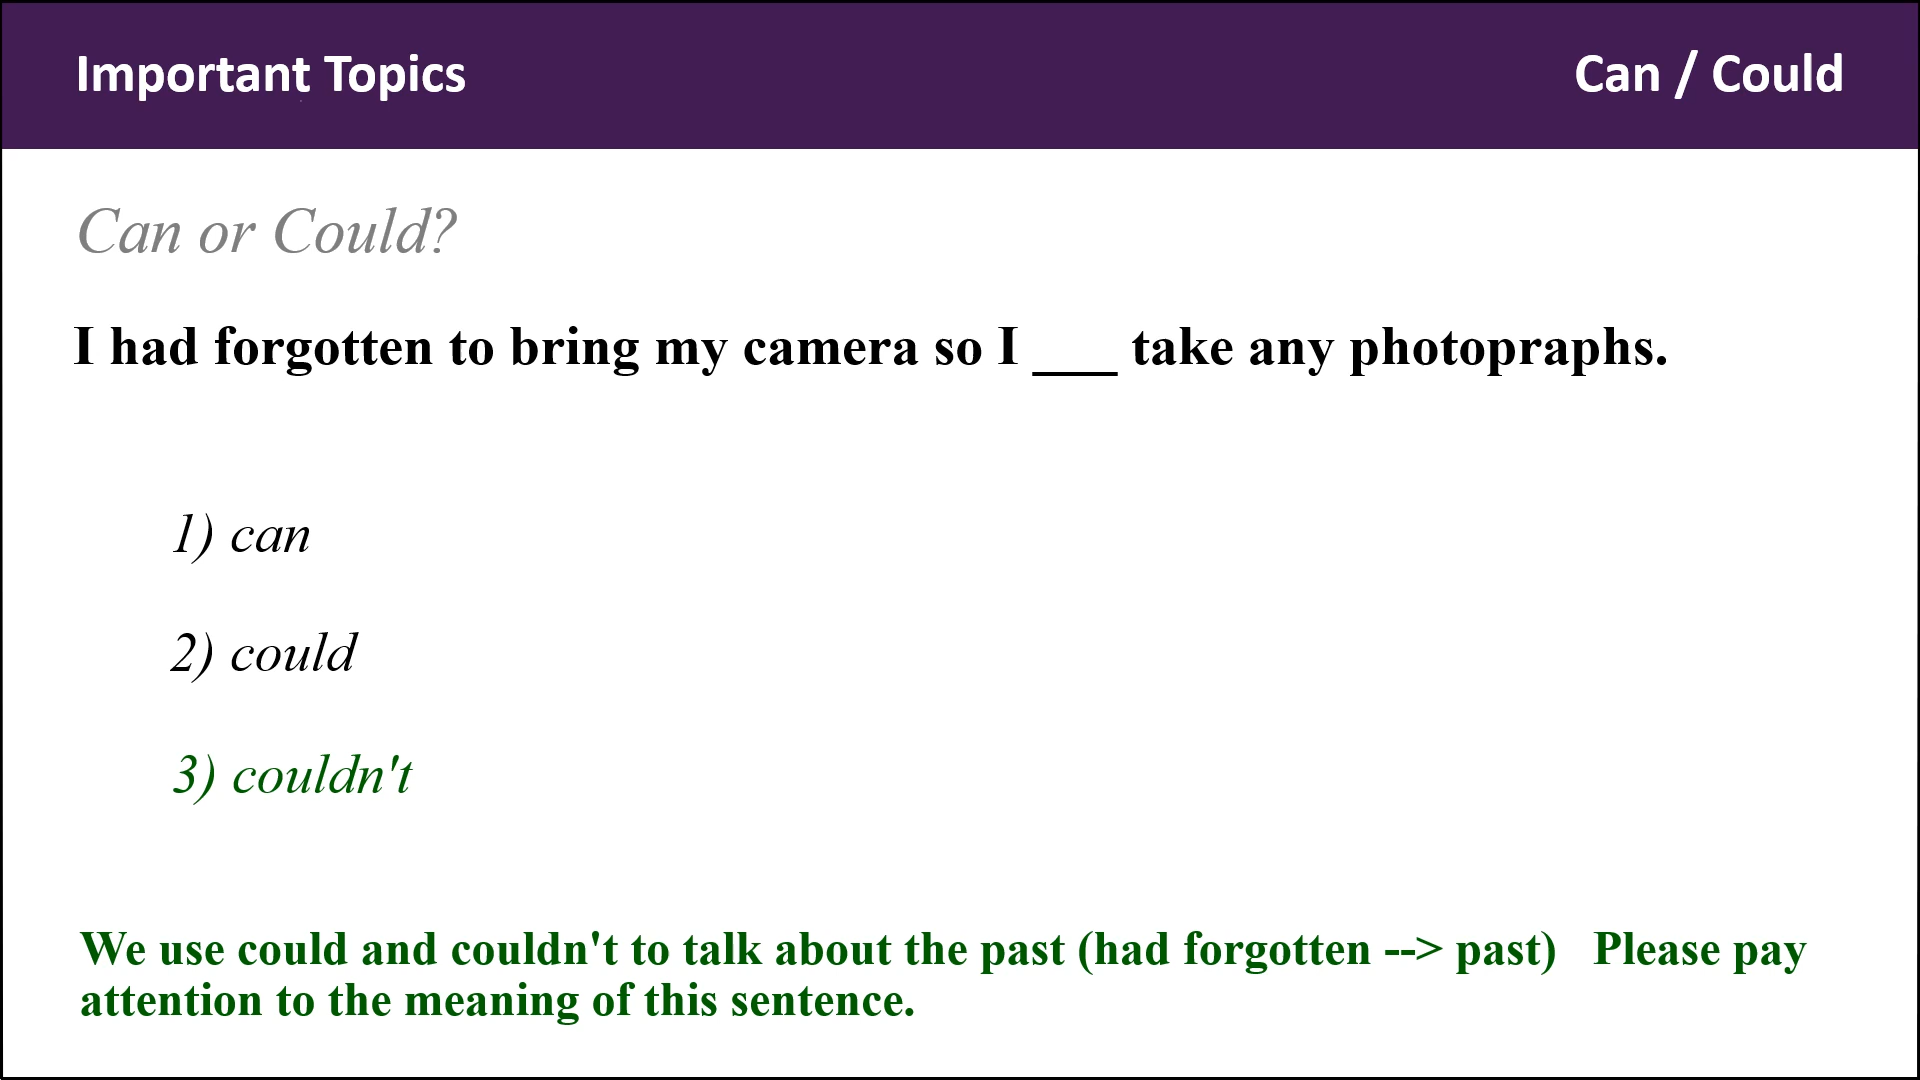 Important Topics
Can / Could
Can or Could?
I had forgotten to bring my camera so I ___ take any photopraphs.
1) can
2) could
3) couldn't
We use could and couldn't to talk about the past (had forgotten --> past)   Please pay
attention to the meaning of this sentence.